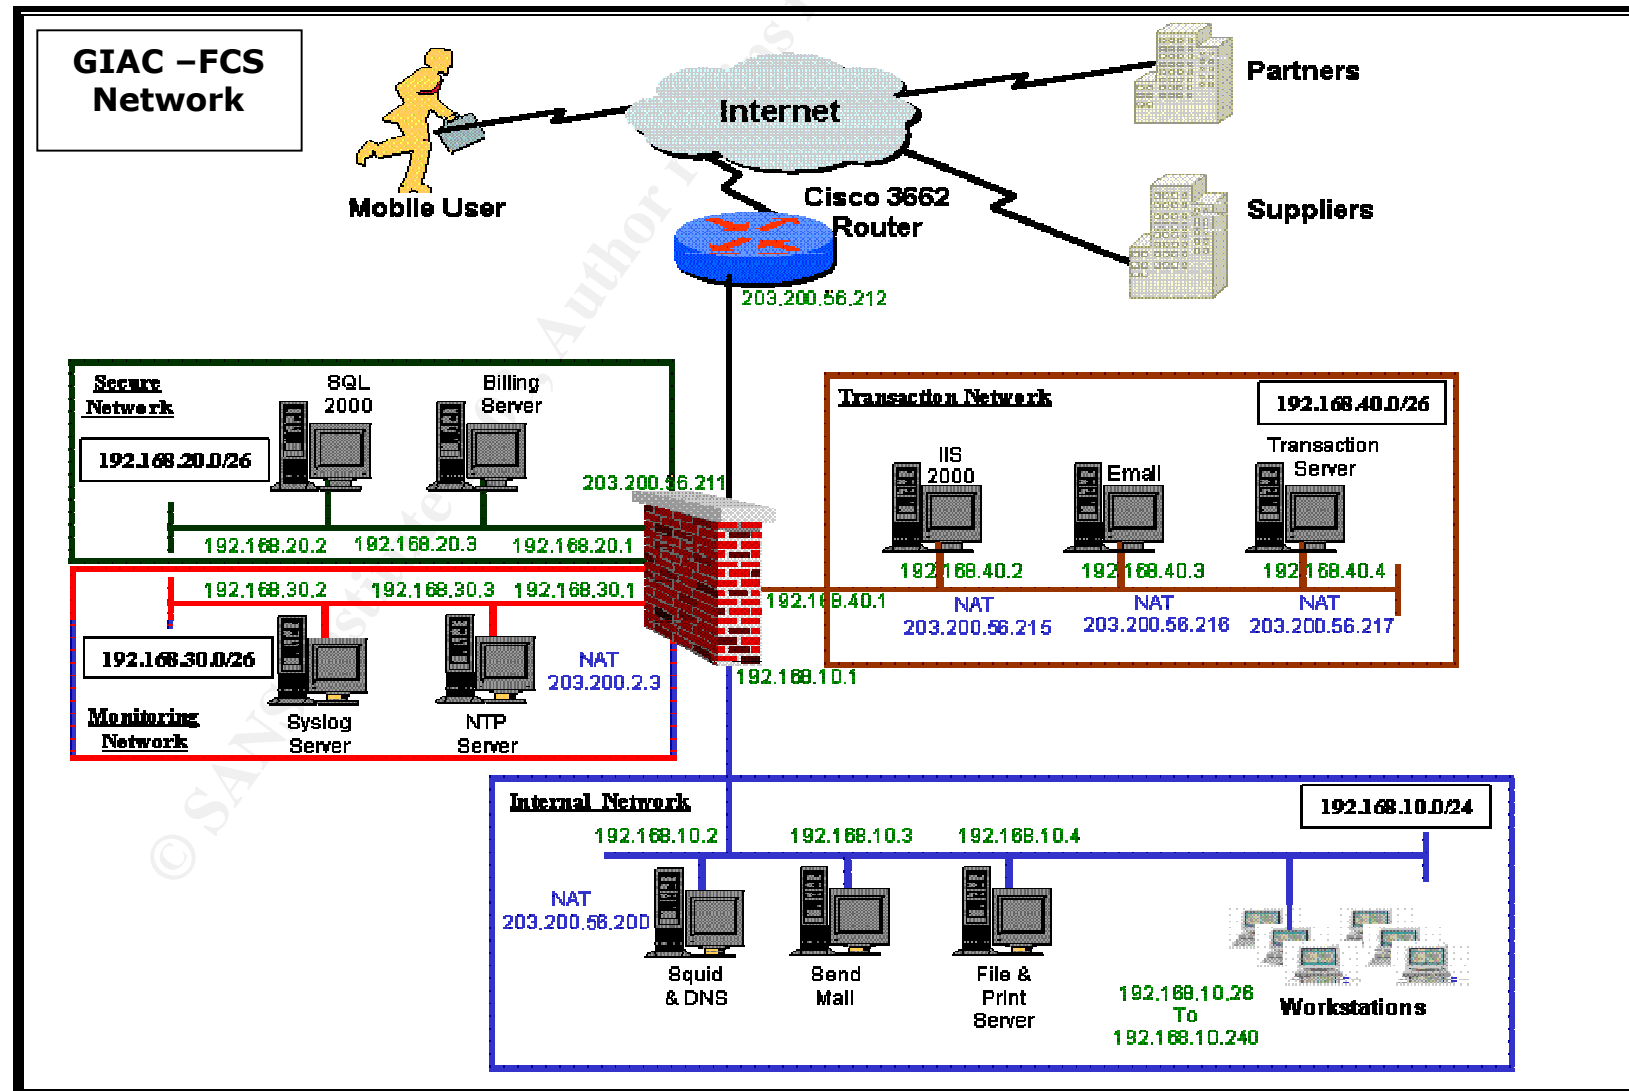 GIAC –FCS
Network
Internet
Partners
Mobile User
Cisco 3662
Router
Suppliers
203.200.56.212
Secure
Network
SQL
2000
Billing
Server
192.168.20.0/26
203.200.56.211
192.168.20.2
192.168.20.3
192.168.20.1
Transaction Network
192.168.40.0/26
IIS
2000
Email
Transaction
Server
192.168.40.2
192.168.40.3
192.168.40.4
192.168.40.1
NAT
203.200.56.215
NAT
203.200.56.216
NAT
203.200.56.217
192.168.30.2
192.168.30.3
192.168.30.1
192.168.30.0/26
NAT
203.200.2.3
Monitoring
Network
Syslog
Server
NTP
Server
192.168.10.1
Internal Network
192.168.10.0/24
192.168.10.2
192.168.10.3
192.168.10.4
NAT
203.200.56.200
Squid
& DNS
Send
Mail
File &
Print
Server
192.168.10.26
To
192.168.10.240
Workstations
© SANS Author